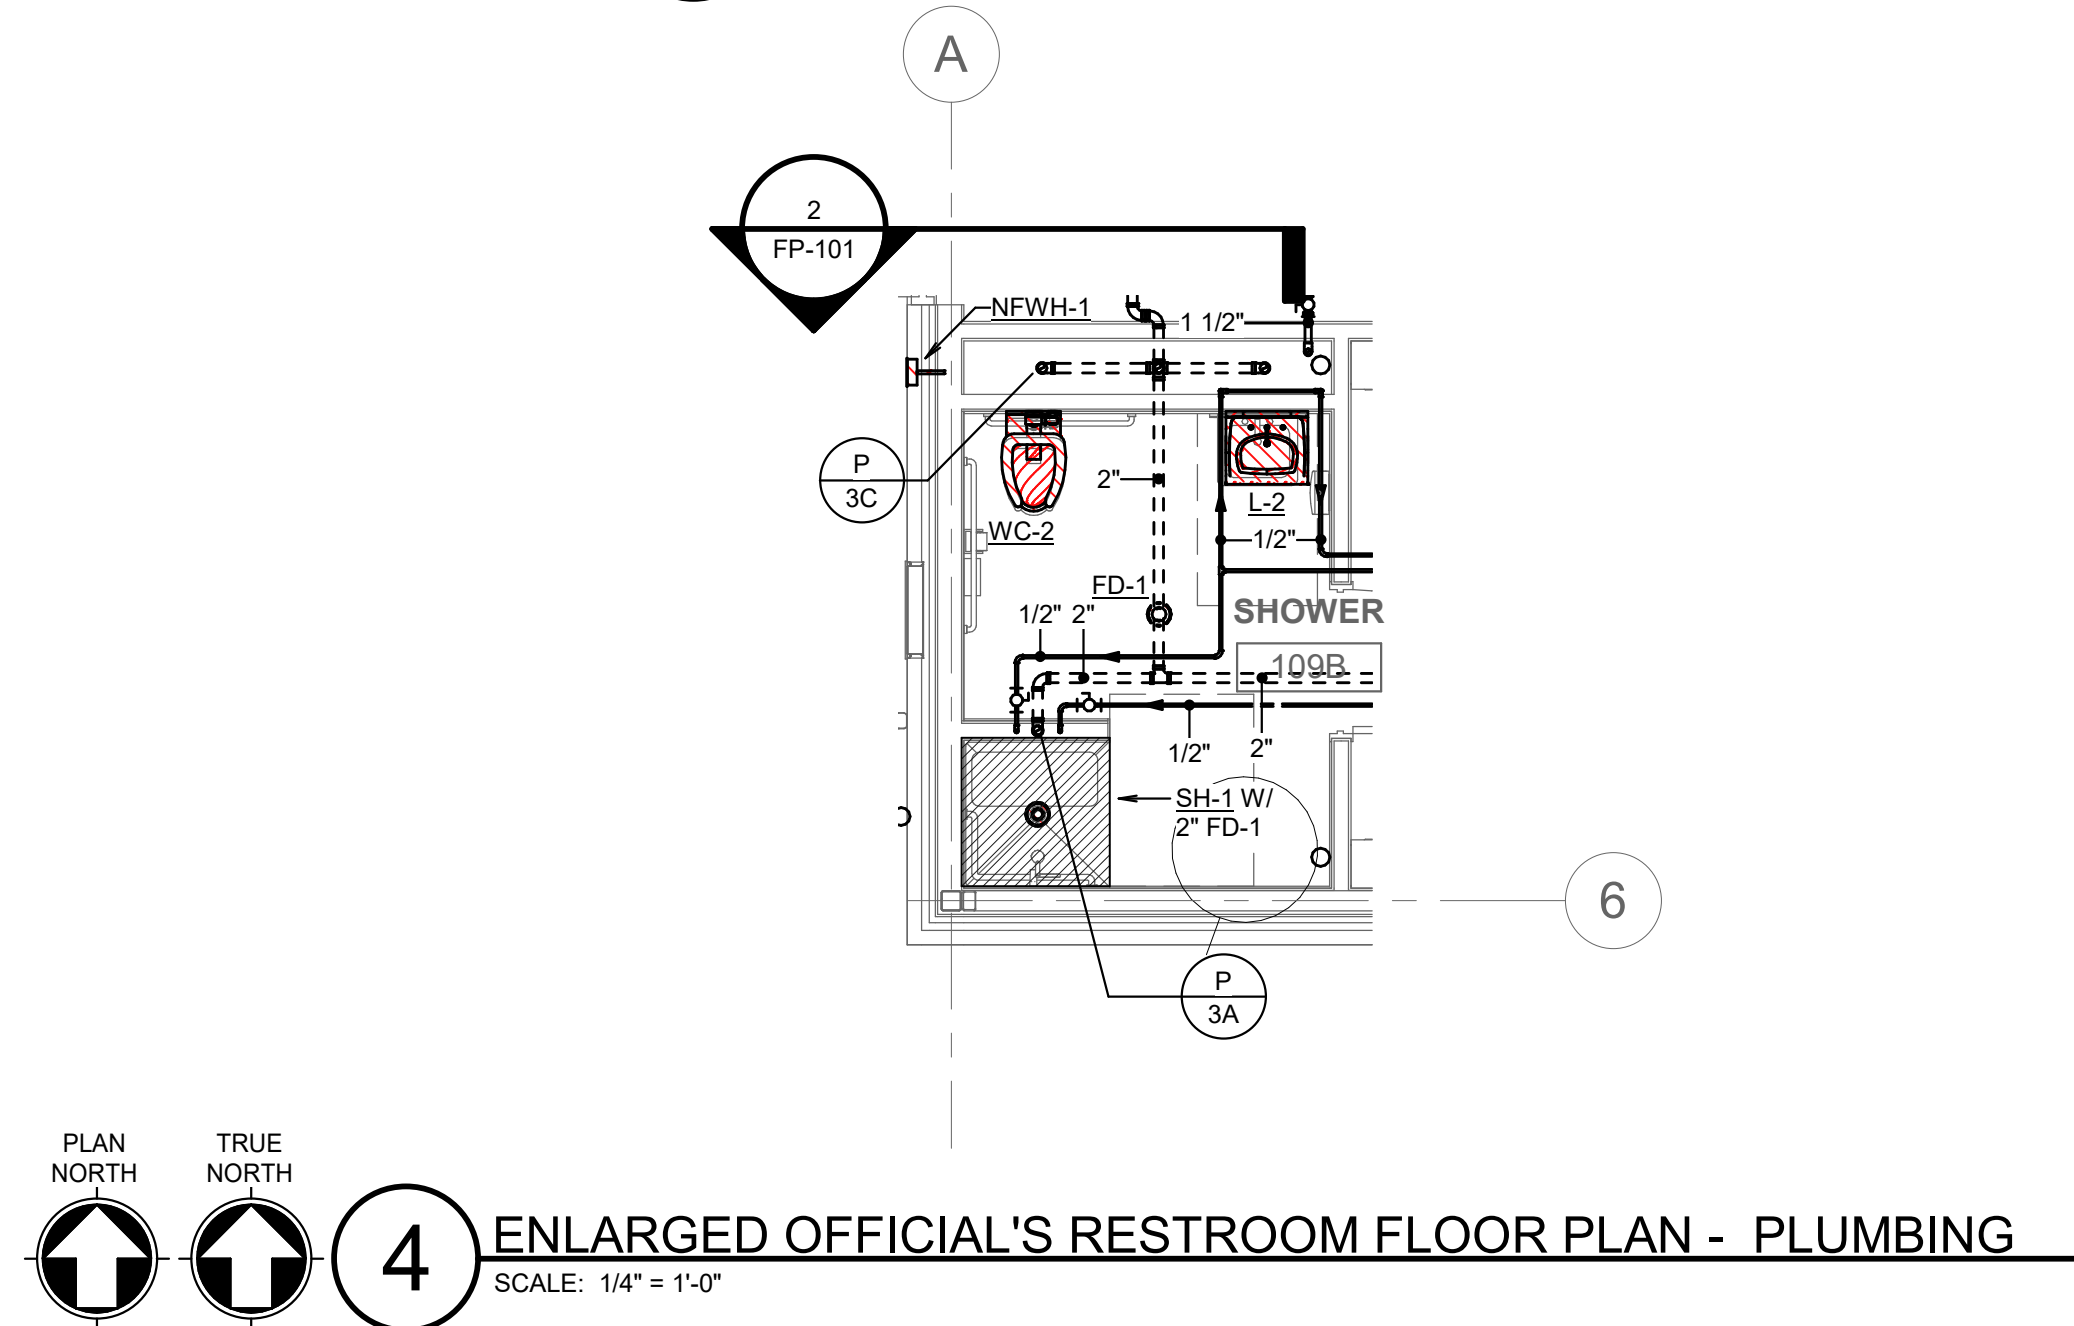 A
2
FP-101
NFWH-1
1 1/2"
P
3C
2"
L-2
WC-2
1/2"
FD-1
1/2" 2"
SHOWER
109B
1/2"
2"
SH-1 W/
2" FD-1
6
P
3A
PLAN
NORTH
TRUE
NORTH
4
ENLARGED OFFICIAL'S RESTROOM FLOOR PLAN - PLUMBING
SCALE: 1/4" = 1'-0"